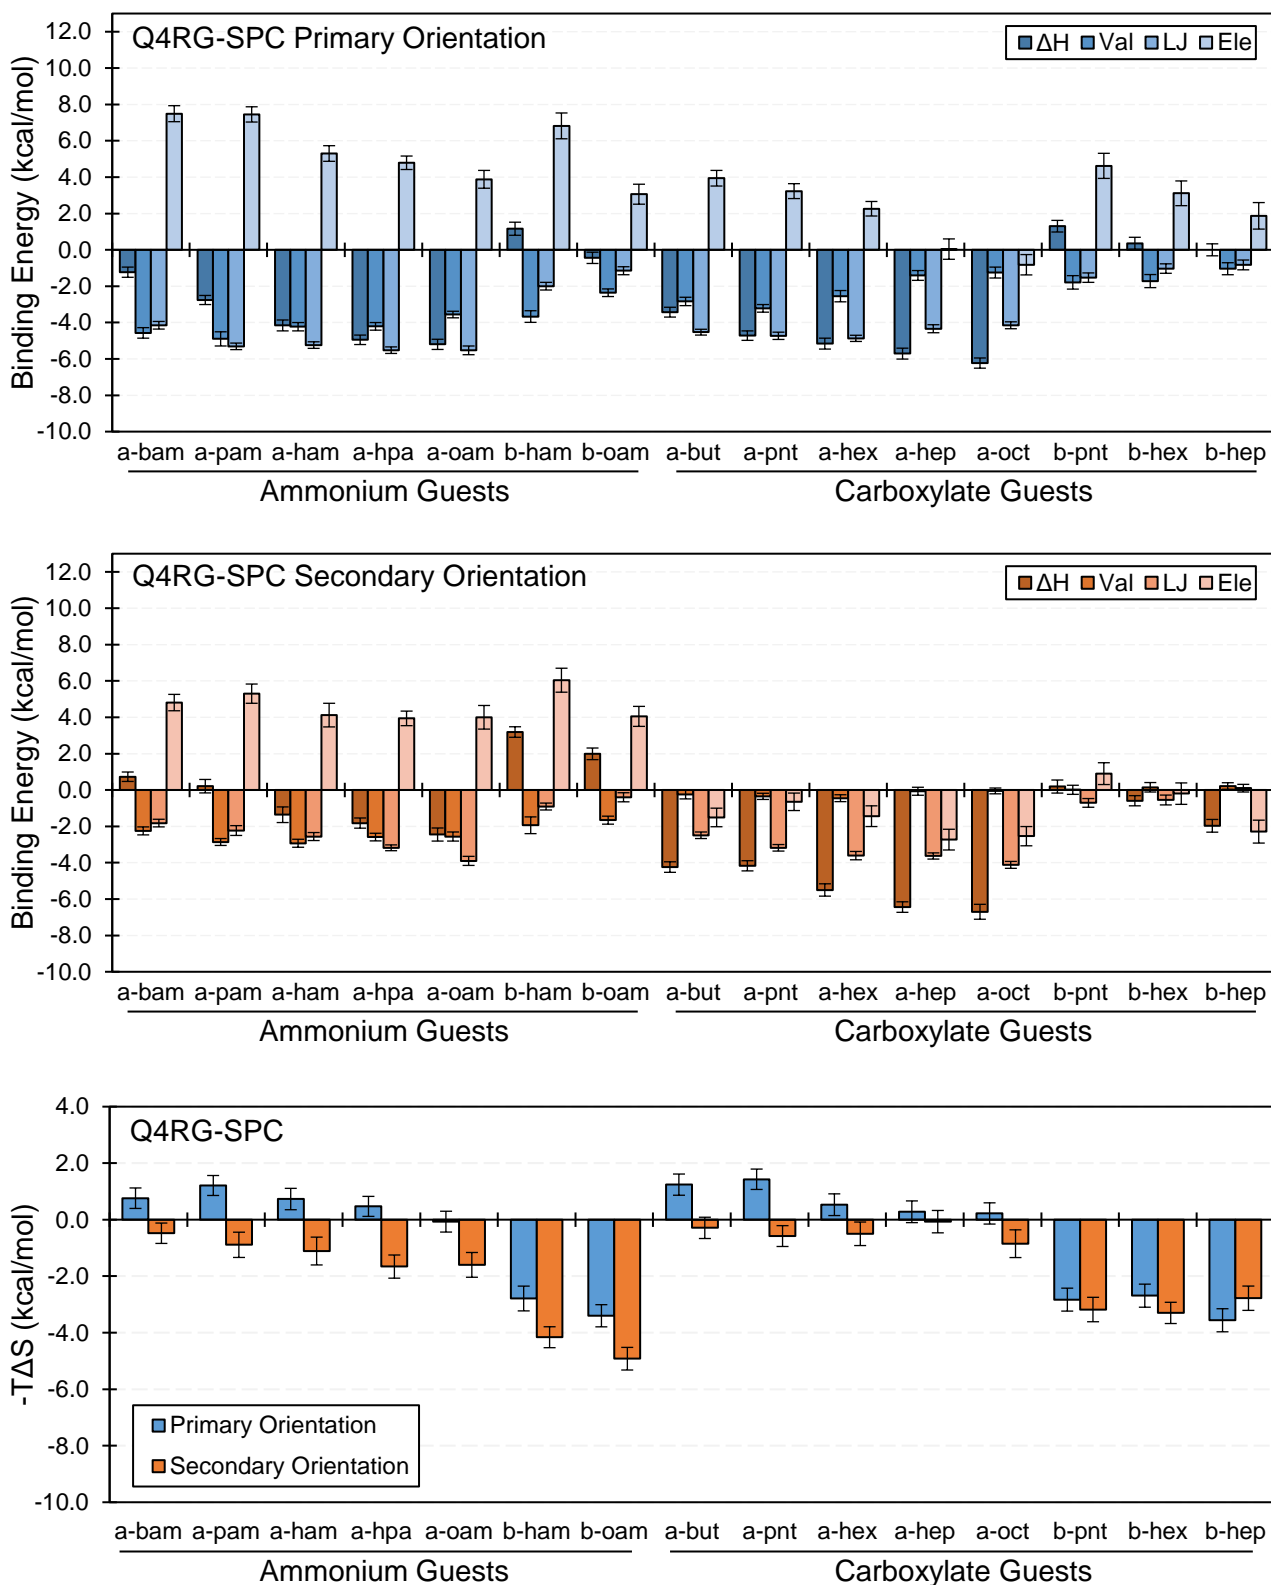 Q4RG-SPC Primary Orientation
ΔH Val LJ Ele
Binding Energy (kcal/mol)
12.0
10.0
8.0
6.0
4.0
2.0
0.0
-2.0
-4.0
-6.0
-8.0
-10.0
a-bam a-pam a-ham a-hpa a-oam b-ham b-oam a-but a-pnt a-hex a-hep a-oct b-pnt b-hex b-hep
Ammonium Guests Carboxylate Guests
Q4RG-SPC Secondary Orientation
ΔH Val LJ Ele
Binding Energy (kcal/mol)
12.0
10.0
8.0
6.0
4.0
2.0
0.0
-2.0
-4.0
-6.0
-8.0
-10.0
a-bam a-pam a-ham a-hpa a-oam b-ham b-oam a-but a-pnt a-hex a-hep a-oct b-pnt b-hex b-hep
Ammonium Guests Carboxylate Guests
Q4RG-SPC
-TΔS (kcal/mol)
4.0
2.0
0.0
-2.0
-4.0
-6.0
-8.0
-10.0
Primary Orientation
Secondary Orientation
a-bam a-pam a-ham a-hpa a-oam b-ham b-oam a-but a-pnt a-hex a-hep a-oct b-pnt b-hex b-hep
Ammonium Guests Carboxylate Guests